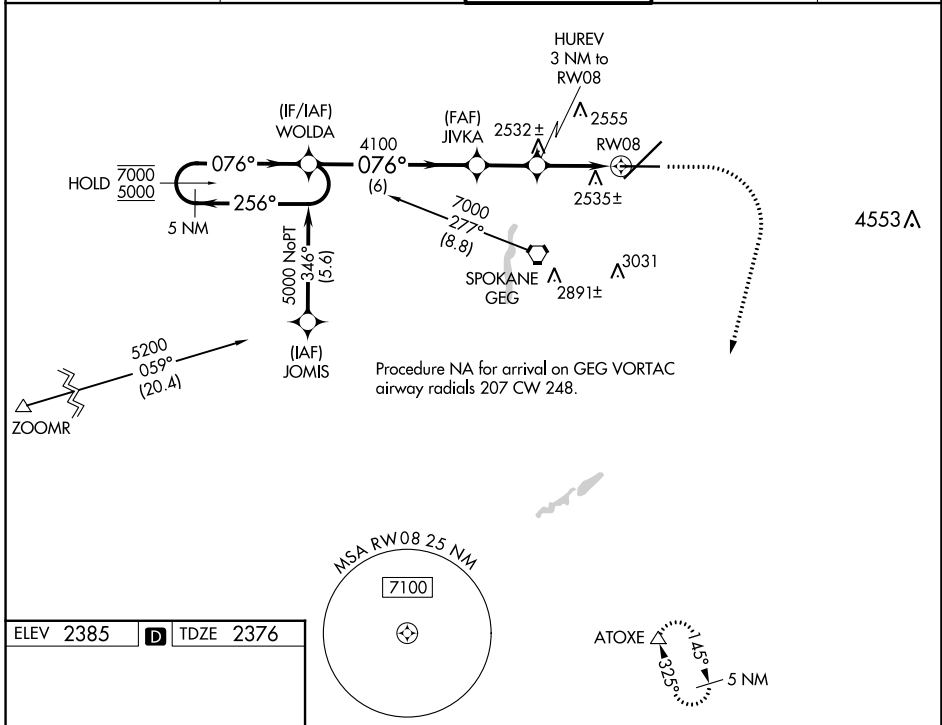 HUREV
3 NM to
RW08
(IF/IAF)
WOLDA
(FAF)
JIVKA
2532±
2555
RW08
4100
076°
076°
(6)
HOLD
7000
5000
256°
5 NM
2535±
7000
277°
(8.8)
4553
5000 NoPT
346°
(5.6)
SPOKANE
GEG
3031
2891±
5200
059°
(20.4)
(IAF)
JOMIS
Procedure NA for arrival on GEG VORTAC
airway radials 207 CW 248.
ZOOMR
MSA RW08 25 NM
7100
ELEV 2385
D
TDZE 2376
ATOXE
145°
325°
5 NM